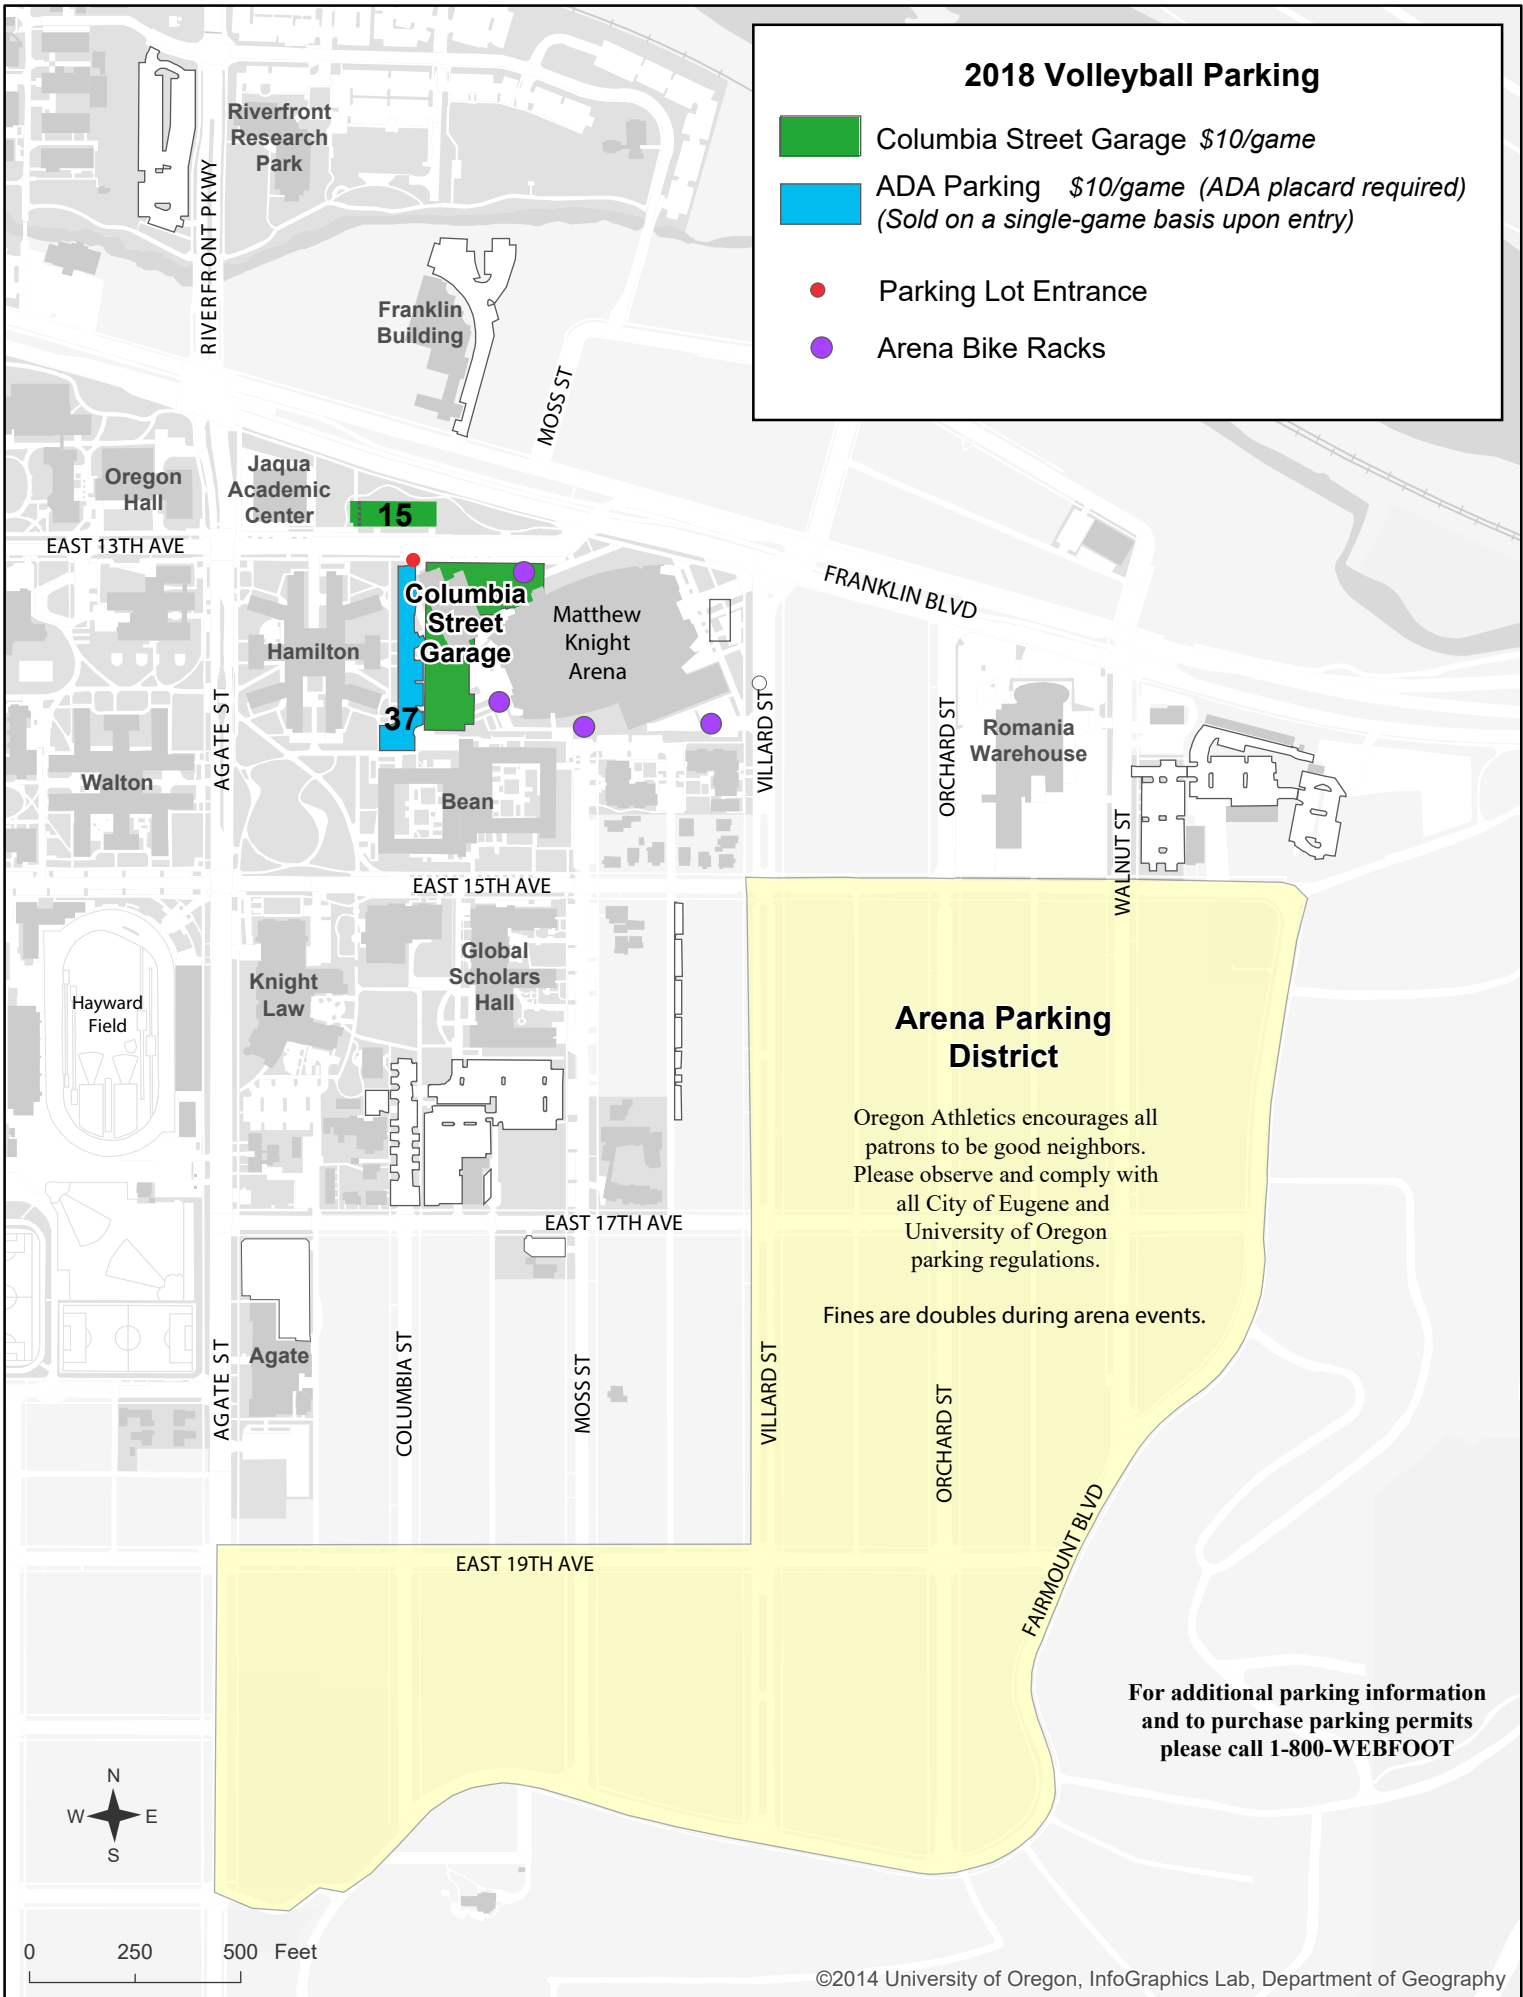 2018 Volleyball Parking
Columbia Street Garage $10/game
ADA Parking $10/game (ADA placard required)
(Sold on a single-game basis upon entry)
Parking Lot Entrance
Arena Bike Racks
Riverfront
Research
Park
RIVERFRONT PKWY
Franklin
Building
MOSS ST
Oregon
Hall
Jaqua
Academic
Center
15
EAST 13TH AVE
FRANKLIN BLVD
Columbia
Street
Garage
Matthew
Knight
Arena
Hamilton
37
AGATE ST
VILLARD ST
ORCHARD ST
Romania
Warehouse
Walton
Bean
WALNUT ST
EAST 15TH AVE
Hayward
Field
Knight
Law
Global
Scholars
Hall
Arena Parking
District
Oregon Athletics encourages all
patrons to be good neighbors.
Please observe and comply with
all City of Eugene and
University of Oregon
parking regulations.
Fines are doubles during arena events.
EAST 17TH AVE
Agate
AGATE ST
COLUMBIA ST
MOSS ST
VILLARD ST
ORCHARD ST
FAIRMOUNT BLVD
EAST 19TH AVE
For additional parking information
and to purchase parking permits
please call 1-800-WEBFOOT
N
W E
S
0 250 500 Feet
©2014 University of Oregon, InfoGraphics Lab, Department of Geography